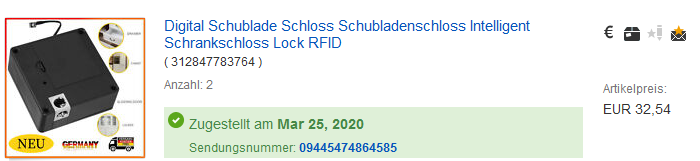 Digital Schublade Schloss Schubladenschloss Intelligent
Schrankschloss Lock RFID
( 312847783764 )
Anzahl: 2
Zugestellt am Mar 25, 2020
Sendungsnummer: 09445474864585
€
Artikelpreis:
EUR 32,54
NEU
GERMANY